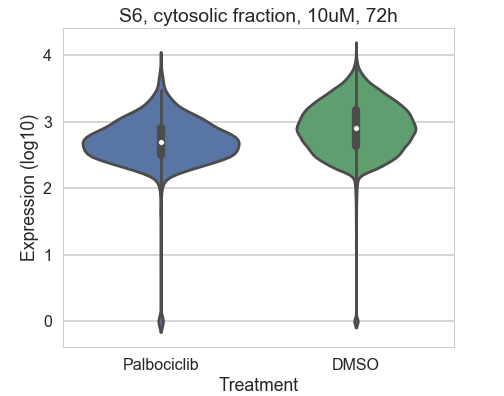 S6, cytosolic fraction, 10uM, 72h
Expression (log10)
4
3
2
1
0
Palbociclib
DMSO
Treatment